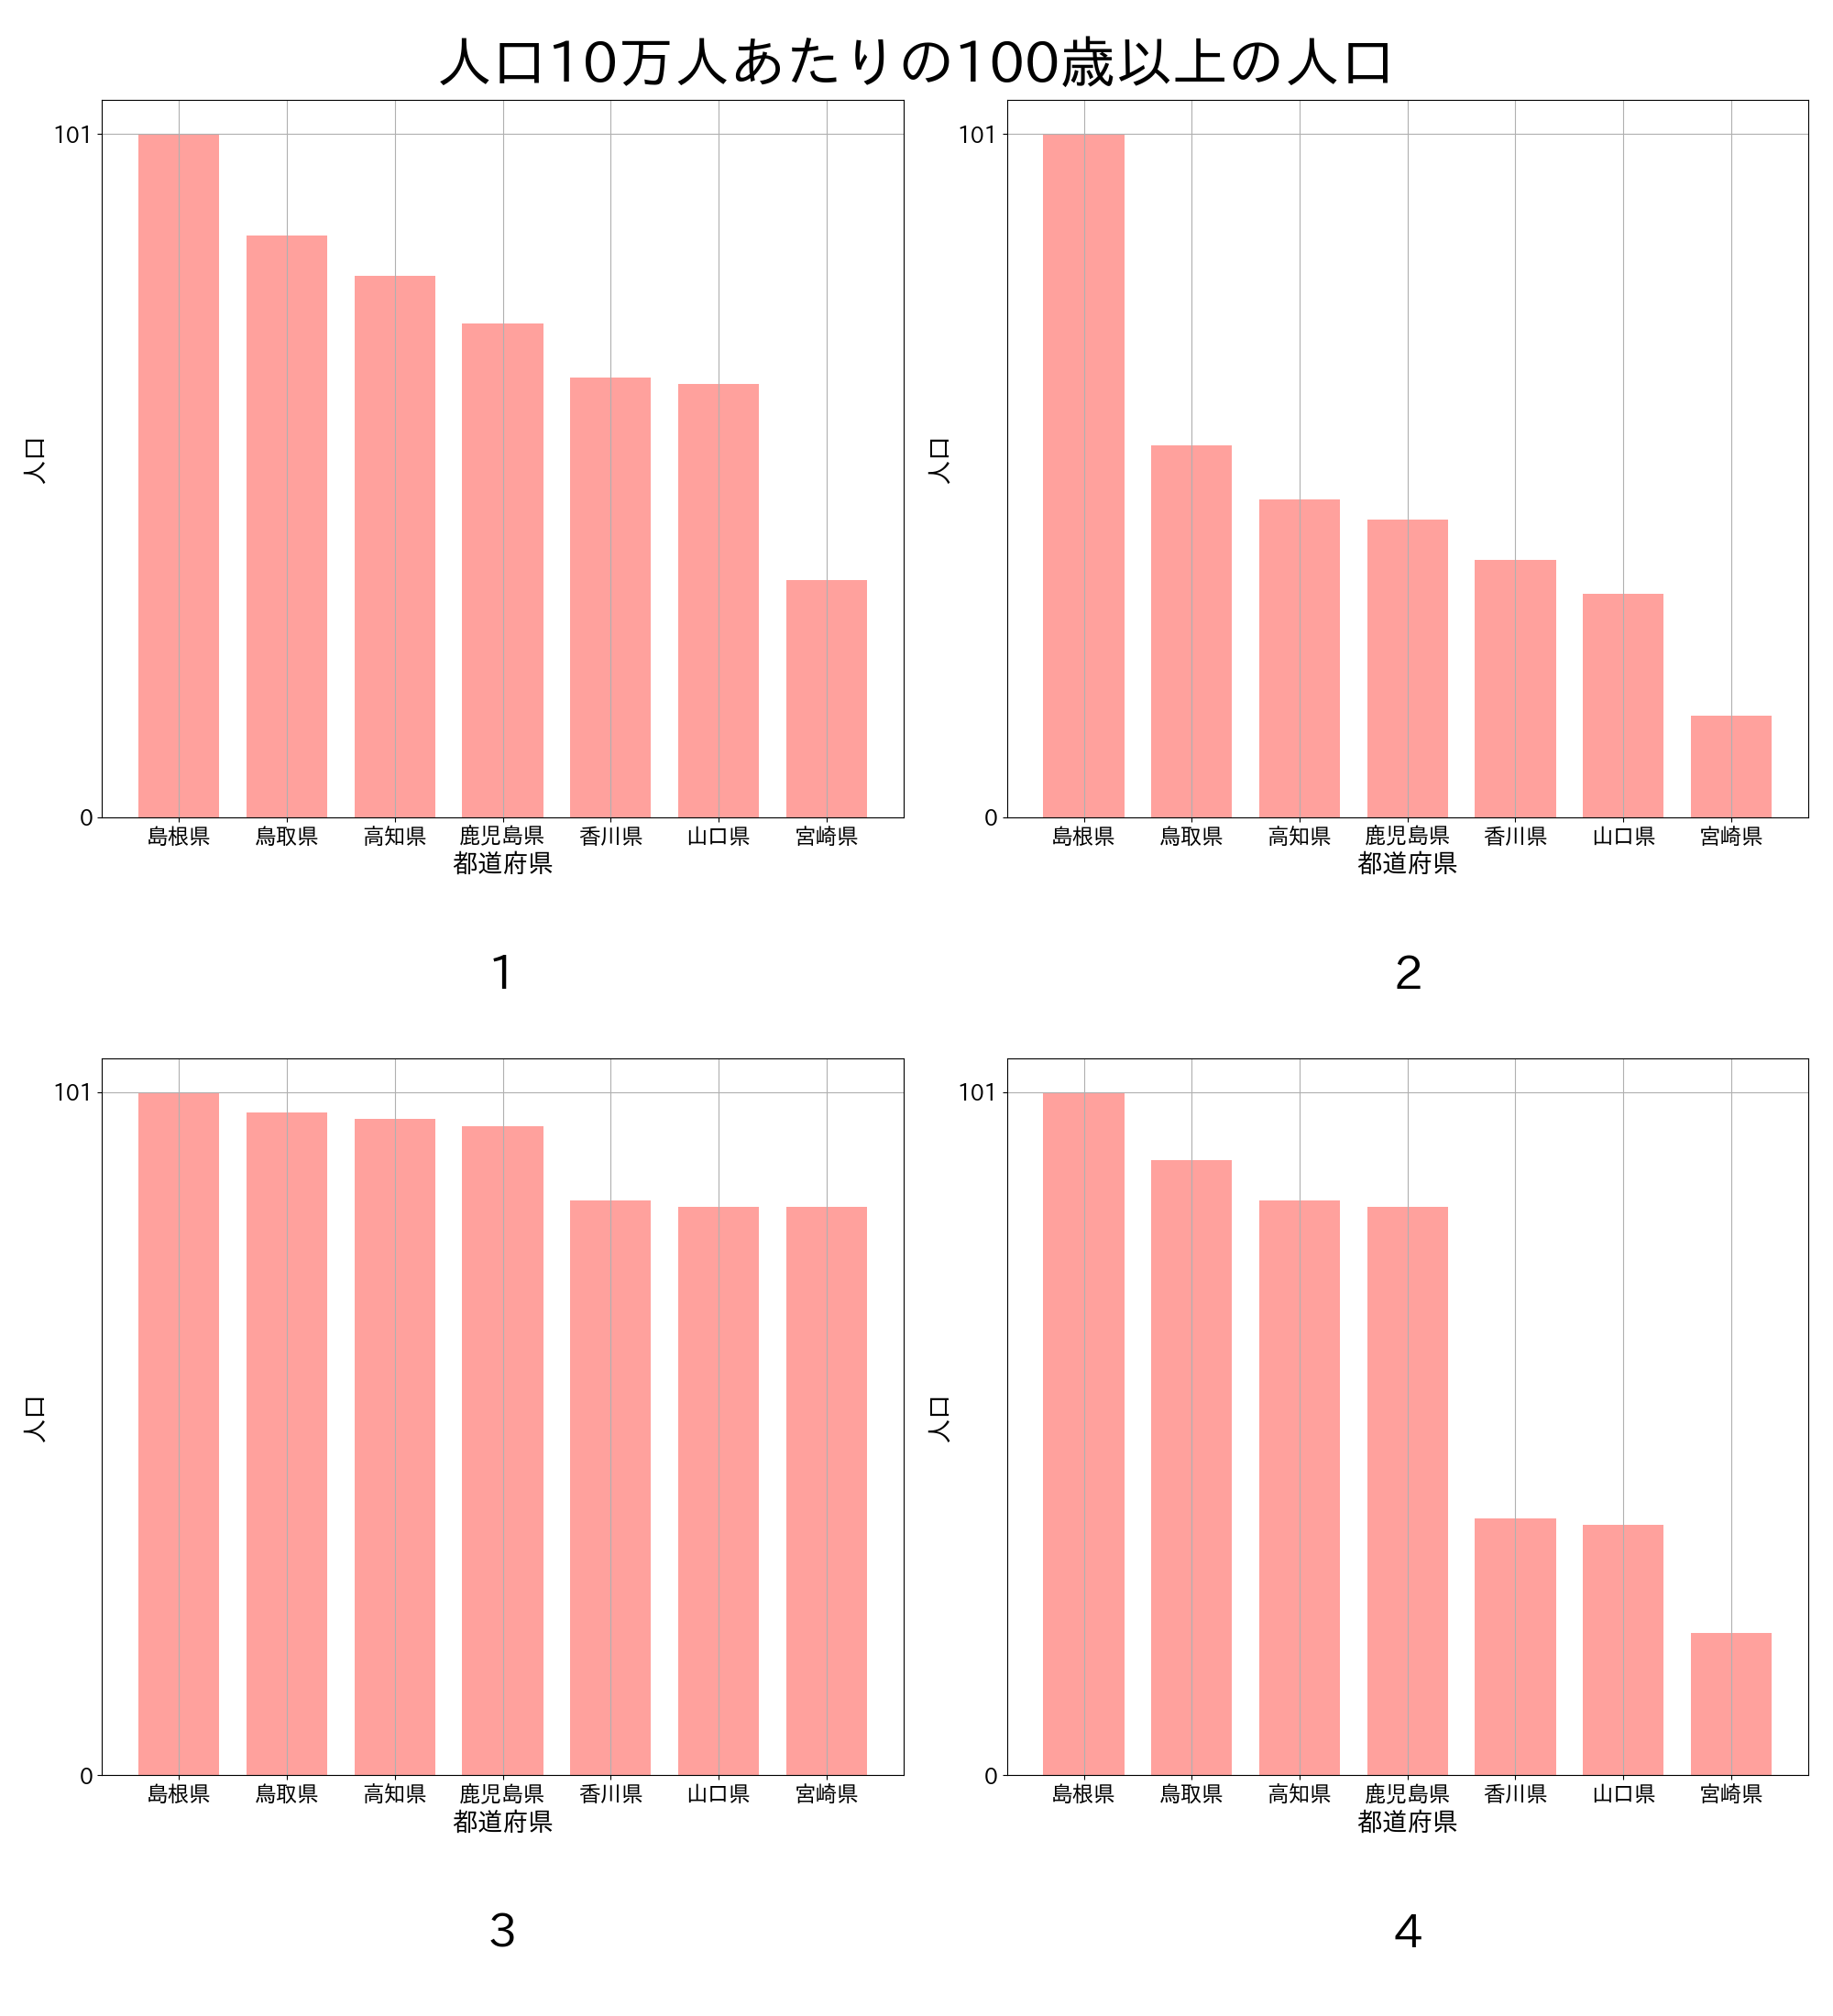 人口10万人あたりの100歳以上の人口
101
人口
0
島根県 鳥取県 高知県 鹿児島県 香川県 山口県 宮崎県
都道府県
1
101
人口
0
島根県 鳥取県 高知県 鹿児島県 香川県 山口県 宮崎県
都道府県
2
101
人口
0
島根県 鳥取県 高知県 鹿児島県 香川県 山口県 宮崎県
都道府県
3
101
人口
0
島根県 鳥取県 高知県 鹿児島県 香川県 山口県 宮崎県
都道府県
4